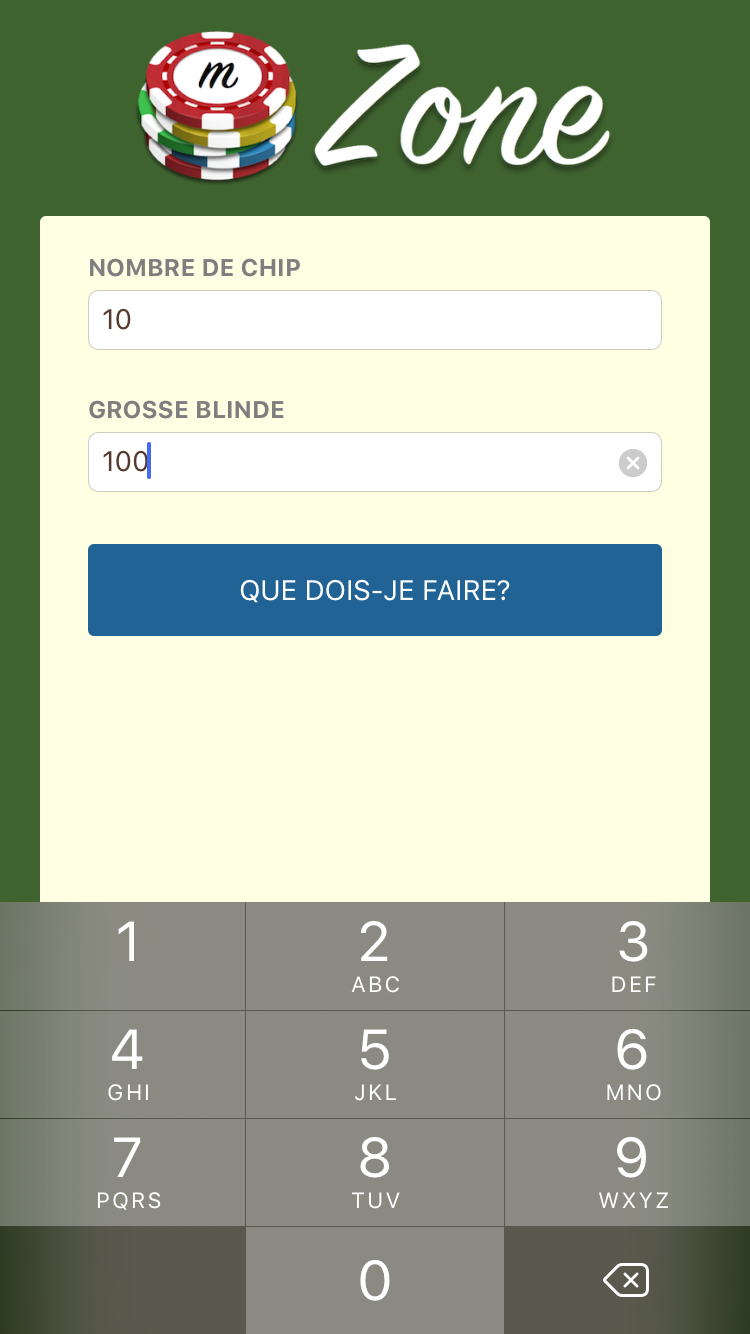 m Zone
NOMBRE DE CHIP
10
GROSSE BLINDE
100
QUE DOIS-JE FAIRE?
1 2 3
ABC DEF
4 5 6
GHI JKL MNO
7 8 9
PQRS TUV WXYZ
0